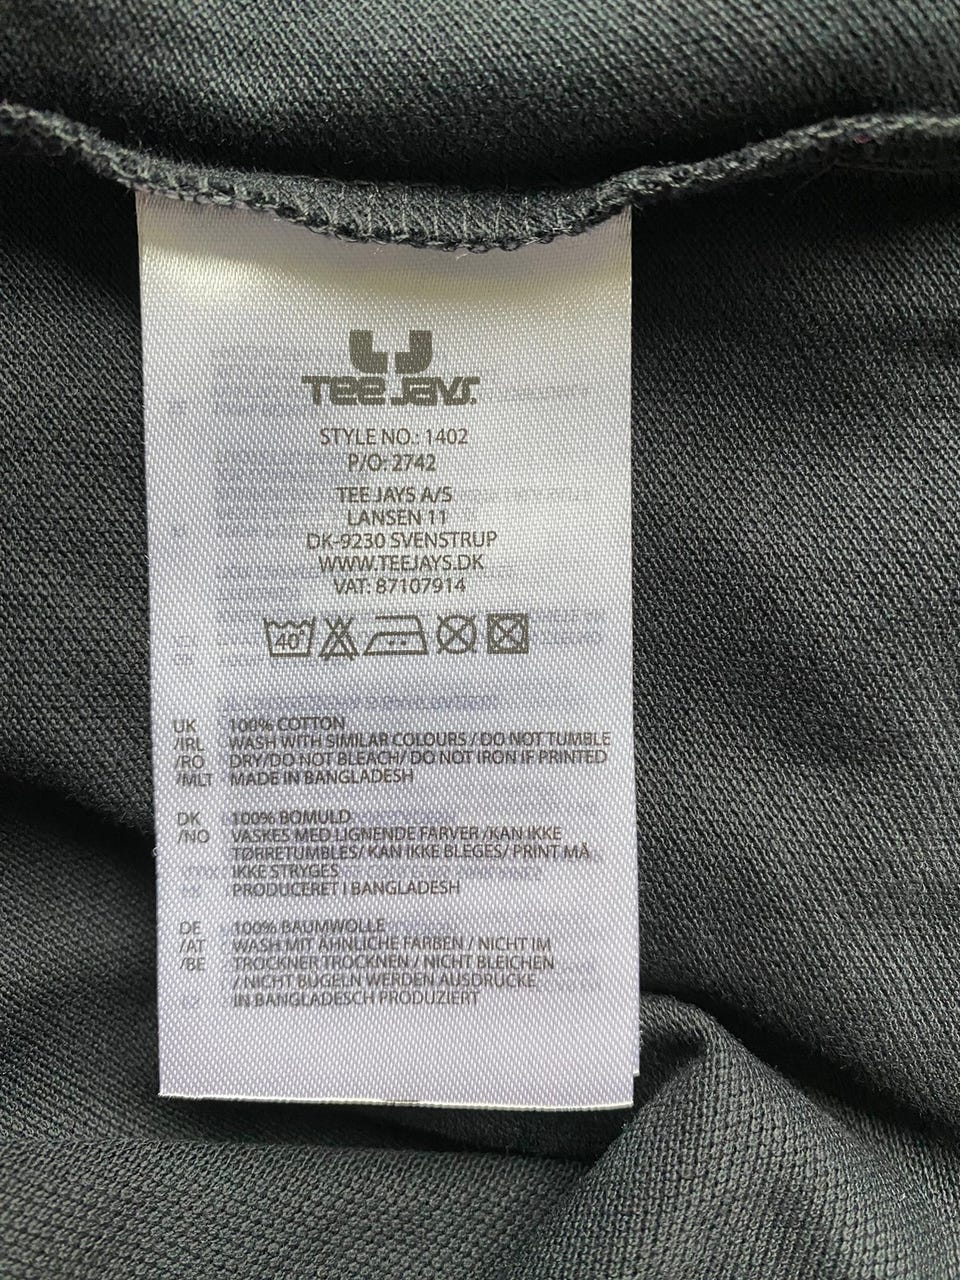 TEE JAYS.
STYLE NO.: 1402
P/O: 2742
TEE JAYS A/S
LANSEN 11
DK-9230 SVENSTRUP
WWW.TEEJAYS.DK
VAT: 87107914
40°
UK 100% COTTON
/IRL WASH WITH SIMILAR COLOURS / DO NOT TUMBLE
/RO DRY/DO NOT BLEACH/ DO NOT IRON IF PRINTED
/MLT MADE IN BANGLADESH
DK 100% BOMULD
/NO VASKES MED LIGNENDE FARVER /KAN IKKE
TØRRETUMBLES/ KAN IKKE BLEGES/ PRINT MÅ
IKKE STRYGES
PRODUCERET I BANGLADESH
DE 100% BAUMWOLLE
/AT WASH MIT ÄHNLICHE FARBEN / NICHT IM
/BE TROCKNER TROCKNEN / NICHT BLEICHEN
/ NICHT BUGELN WERDEN AUSDRUCKE
IN BANGLADESCH PRODUZIERT